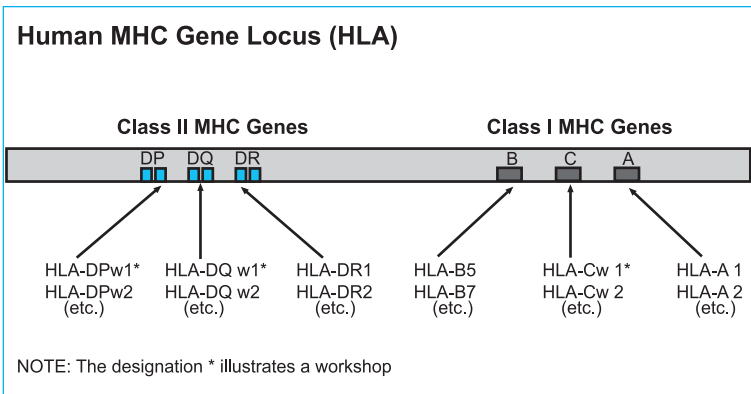 Human MHC Gene Locus (HLA)
Class II MHC Genes
Class I MHC Genes
DP DQ DR
B C A
HLA-DPw1*
HLA-DPw2
(etc.)
HLA-DQ w1*
HLA-DQ w2
(etc.)
HLA-DR1
HLA-DR2
(etc.)
HLA-B5
HLA-B7
(etc.)
HLA-Cw 1*
HLA-Cw 2
(etc.)
HLA-A 1
HLA-A 2
(etc.)
NOTE: The designation * illustrates a workshop